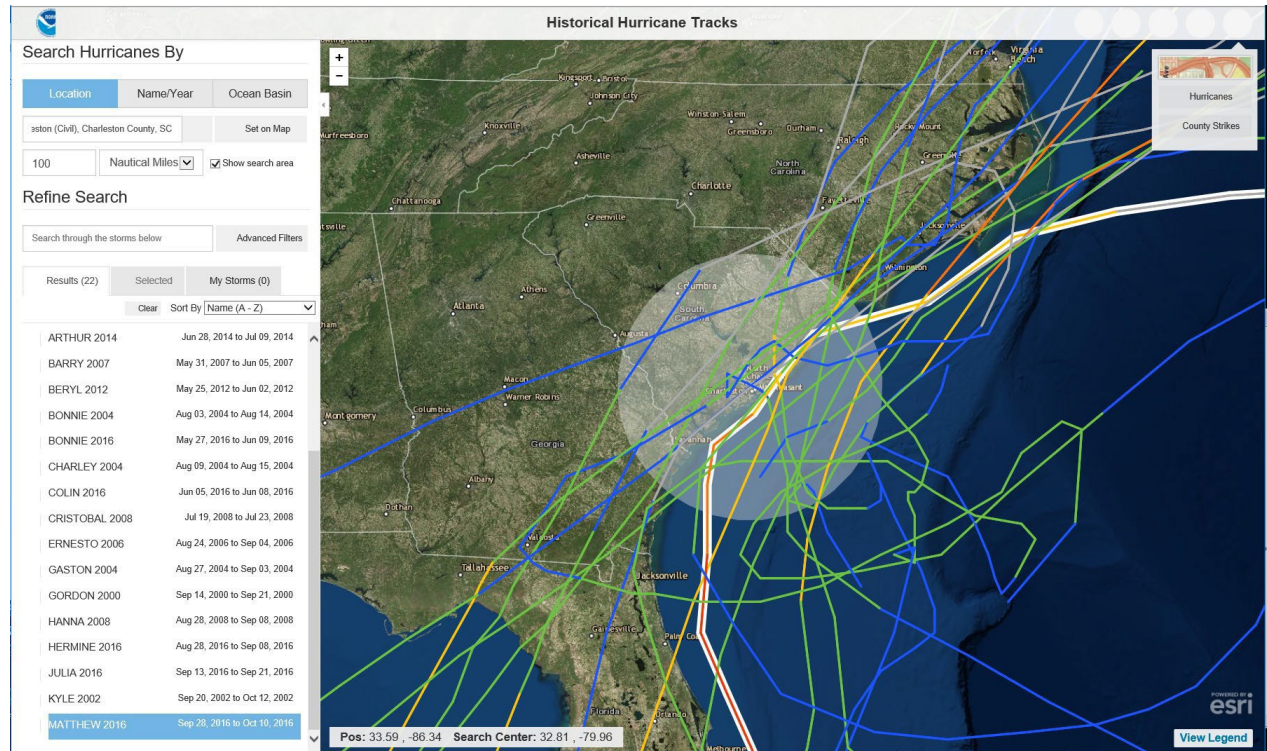 Historical Hurricane Tracks
Search Hurricanes By
Location Name/Year Ocean Basin
eston (Civil), Charleston County, SC Set on Map
100 Nautical Miles Show search area
Refine Search
Search through the storms below Advanced Filters
Results (22) Selected My Storms (0)
Clear Sort By Name (A - Z)
ARTHUR 2014 Jun 28, 2014 to Jul 09, 2014
BARRY 2007 May 31, 2007 to Jun 05, 2007
BERYL 2012 May 25, 2012 to Jun 02, 2012
BONNIE 2004 Aug 03, 2004 to Aug 14, 2004
BONNIE 2016 May 27, 2016 to Jun 09, 2016
CHARLEY 2004 Aug 09, 2004 to Aug 15, 2004
COLIN 2016 Jun 05, 2016 to Jun 08, 2016
CRISTOBAL 2008 Jul 19, 2008 to Jul 23, 2008
ERNESTO 2006 Aug 24, 2006 to Sep 04, 2006
GASTON 2004 Aug 27, 2004 to Sep 03, 2004
GORDON 2000 Sep 14, 2000 to Sep 21, 2000
HANNA 2008 Aug 28, 2008 to Sep 08, 2008
HERMINE 2016 Aug 28, 2016 to Sep 08, 2016
JULIA 2016 Sep 13, 2016 to Sep 21, 2016
KYLE 2002 Sep 20, 2002 to Oct 12, 2002
MATTHEW 2016 Sep 28, 2016 to Oct 10, 2016
+
−
Hurricanes
County Strikes
Virginia
Beach
Kingsport Bristol
Johnson City
Knoxville
Winston-Salem
Greensboro
Durham
Raleigh
Rocky Mount
Greenville
Asheville
North
Carolina
Charlotte
Fayetteville
Chattanooga
Greenville
Jacksonville
Wilmington
Columbia
South
Carolina
Athens
Atlanta
Augusta
Macon
Warner Robins
Columbus
Montgomery
Georgia
Savannah
Albany
Dothan
Valdosta
Tallahassee
Jacksonville
Gainesville
Florida
Orlando
Melbourne
Pos: 33.59 , -86.34 Search Center: 32.81 , -79.96
POWERED BY
esri
View Legend